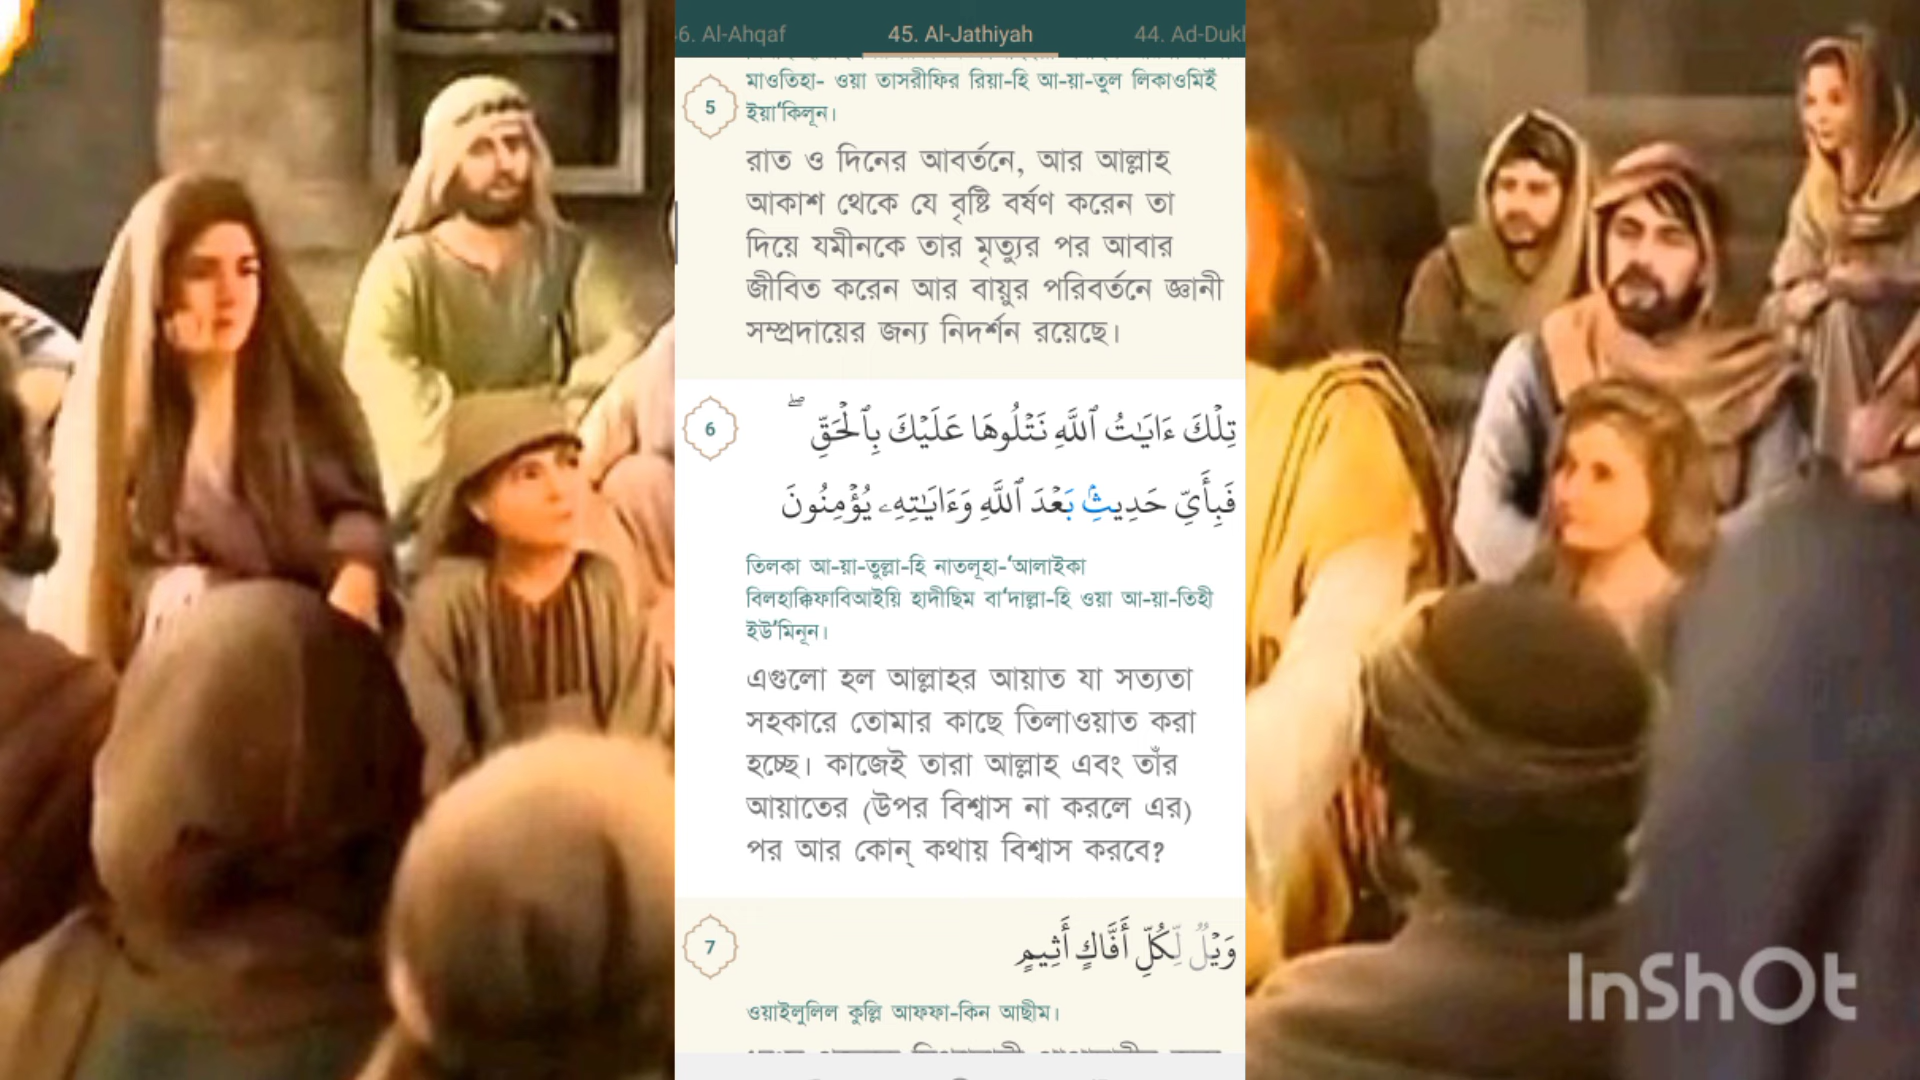 46. Al-Ahqaf 45. Al-Jathiyah 44. Ad-Dukh
মাওতিহা- ওয়া তাসরীফির রিয়া-হি আ-য়া-তুল লিকাওমিইঁ
5 ইয়া‘কিলূন।
রাত ও দিনের আবর্তনে, আর আল্লাহ
আকাশ থেকে যে বৃষ্টি বর্ষণ করেন তা
দিয়ে যমীনকে তার মৃত্যুর পর আবার
জীবিত করেন আর বায়ুর পরিবর্তনে জ্ঞানী
সম্প্রদায়ের জন্য নিদর্শন রয়েছে।
6 تِلْكَ ءَايَـٰتُ ٱللَّهِ نَتْلُوهَا عَلَيْكَ بِٱلْحَقِّ ۖ
فَبِأَىِّ حَدِيثٍۭ بَعْدَ ٱللَّهِ وَءَايَـٰتِهِۦ يُؤْمِنُونَ
তিলকা আ-য়া-তুল্লা-হি নাতলূহা-‘আলাইকা
বিলহাক্কিফাবিআইয়ি হাদীছিম বা‘দাল্লা-হি ওয়া আ-য়া-তিহী
ইউ’মিনূন।
এগুলো হল আল্লাহর আয়াত যা সত্যতা
সহকারে তোমার কাছে তিলাওয়াত করা
হচ্ছে। কাজেই তারা আল্লাহ এবং তাঁর
আয়াতের (উপর বিশ্বাস না করলে এর)
পর আর কোন্ কথায় বিশ্বাস করবে?
7 وَيْلٌ لِّكُلِّ أَفَّاكٍ أَثِيمٍ
ওয়াইলুলিল কুল্লি আফফা-কিন আছীম।
InShOt